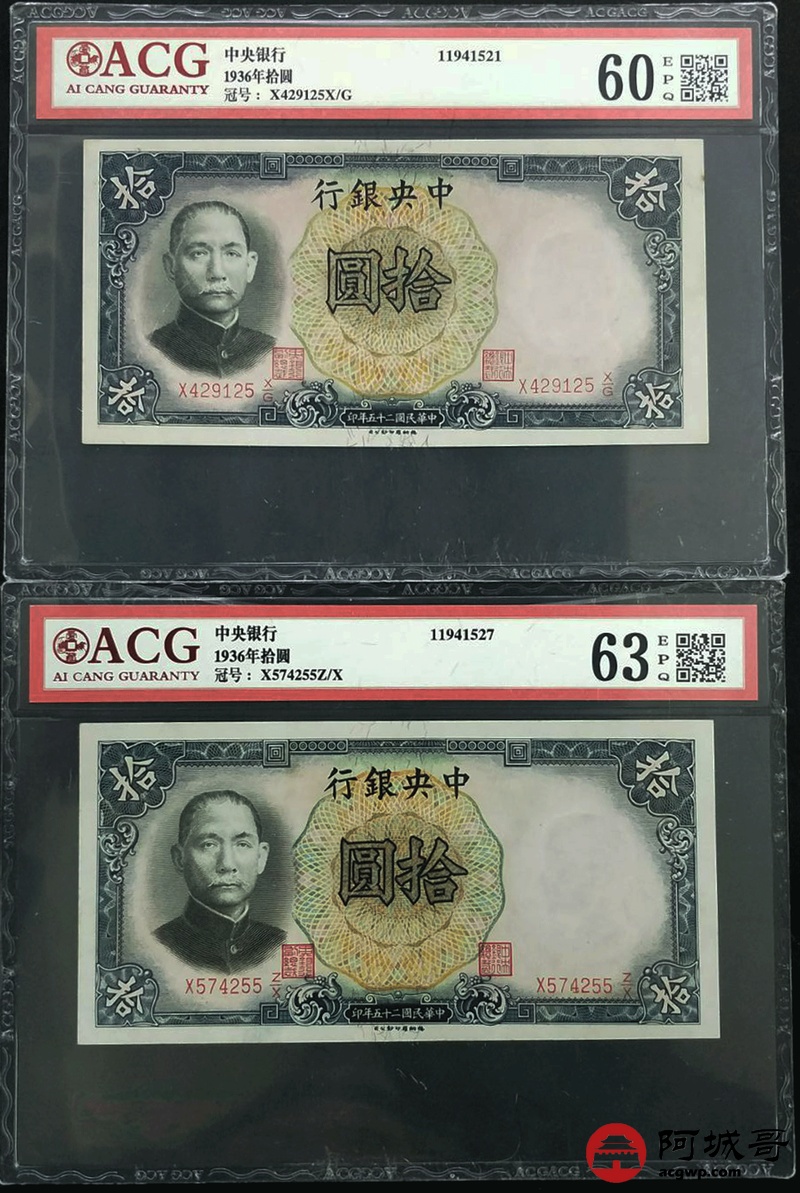 ACG
AI CANG GUARANTY
中央银行
1936年拾圆
冠号： X429125X/G
11941521
60
EPQ
拾
拾
行銀央中
圓拾
X429125 X/G
X429125 X/G
拾
拾
印年五十二國民華中
ACG
AI CANG GUARANTY
中央银行
1936年拾圆
冠号： X574255Z/X
11941527
63
EPQ
拾
拾
行銀央中
圓拾
X574255 Z/X
X574255 Z/X
拾
拾
印年五十二國民華中
阿城哥
acgwp.com